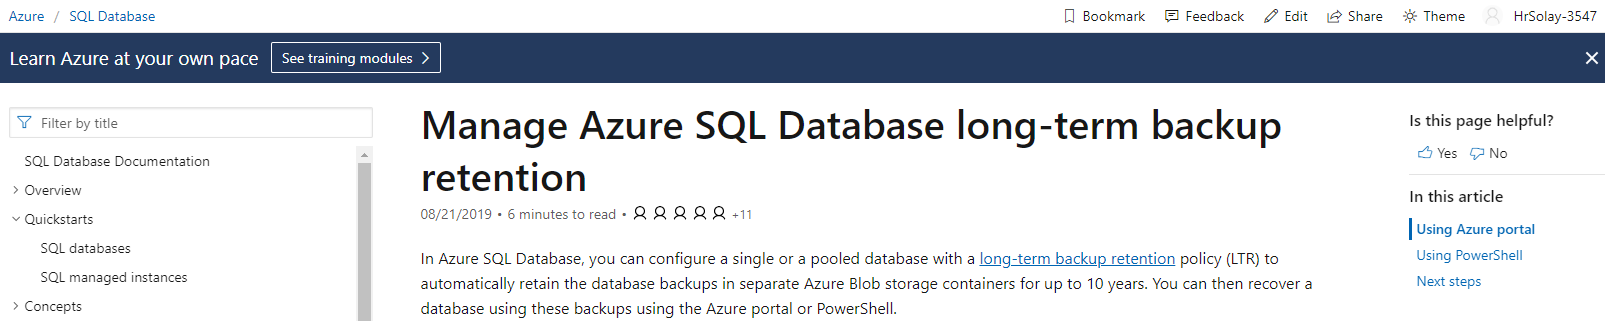 Azure / SQL Database
Bookmark Feedback Edit Share Theme HrSolay-3547
Learn Azure at your own pace See training modules
Filter by title
SQL Database Documentation
Overview
Quickstarts
SQL databases
SQL managed instances
Concepts
Manage Azure SQL Database long-term backup
retention
08/21/2019 • 6 minutes to read • +11
In Azure SQL Database, you can configure a single or a pooled database with a long-term backup retention policy (LTR) to
automatically retain the database backups in separate Azure Blob storage containers for up to 10 years. You can then recover a
database using these backups using the Azure portal or PowerShell.
Is this page helpful?
Yes No
In this article
Using Azure portal
Using PowerShell
Next steps